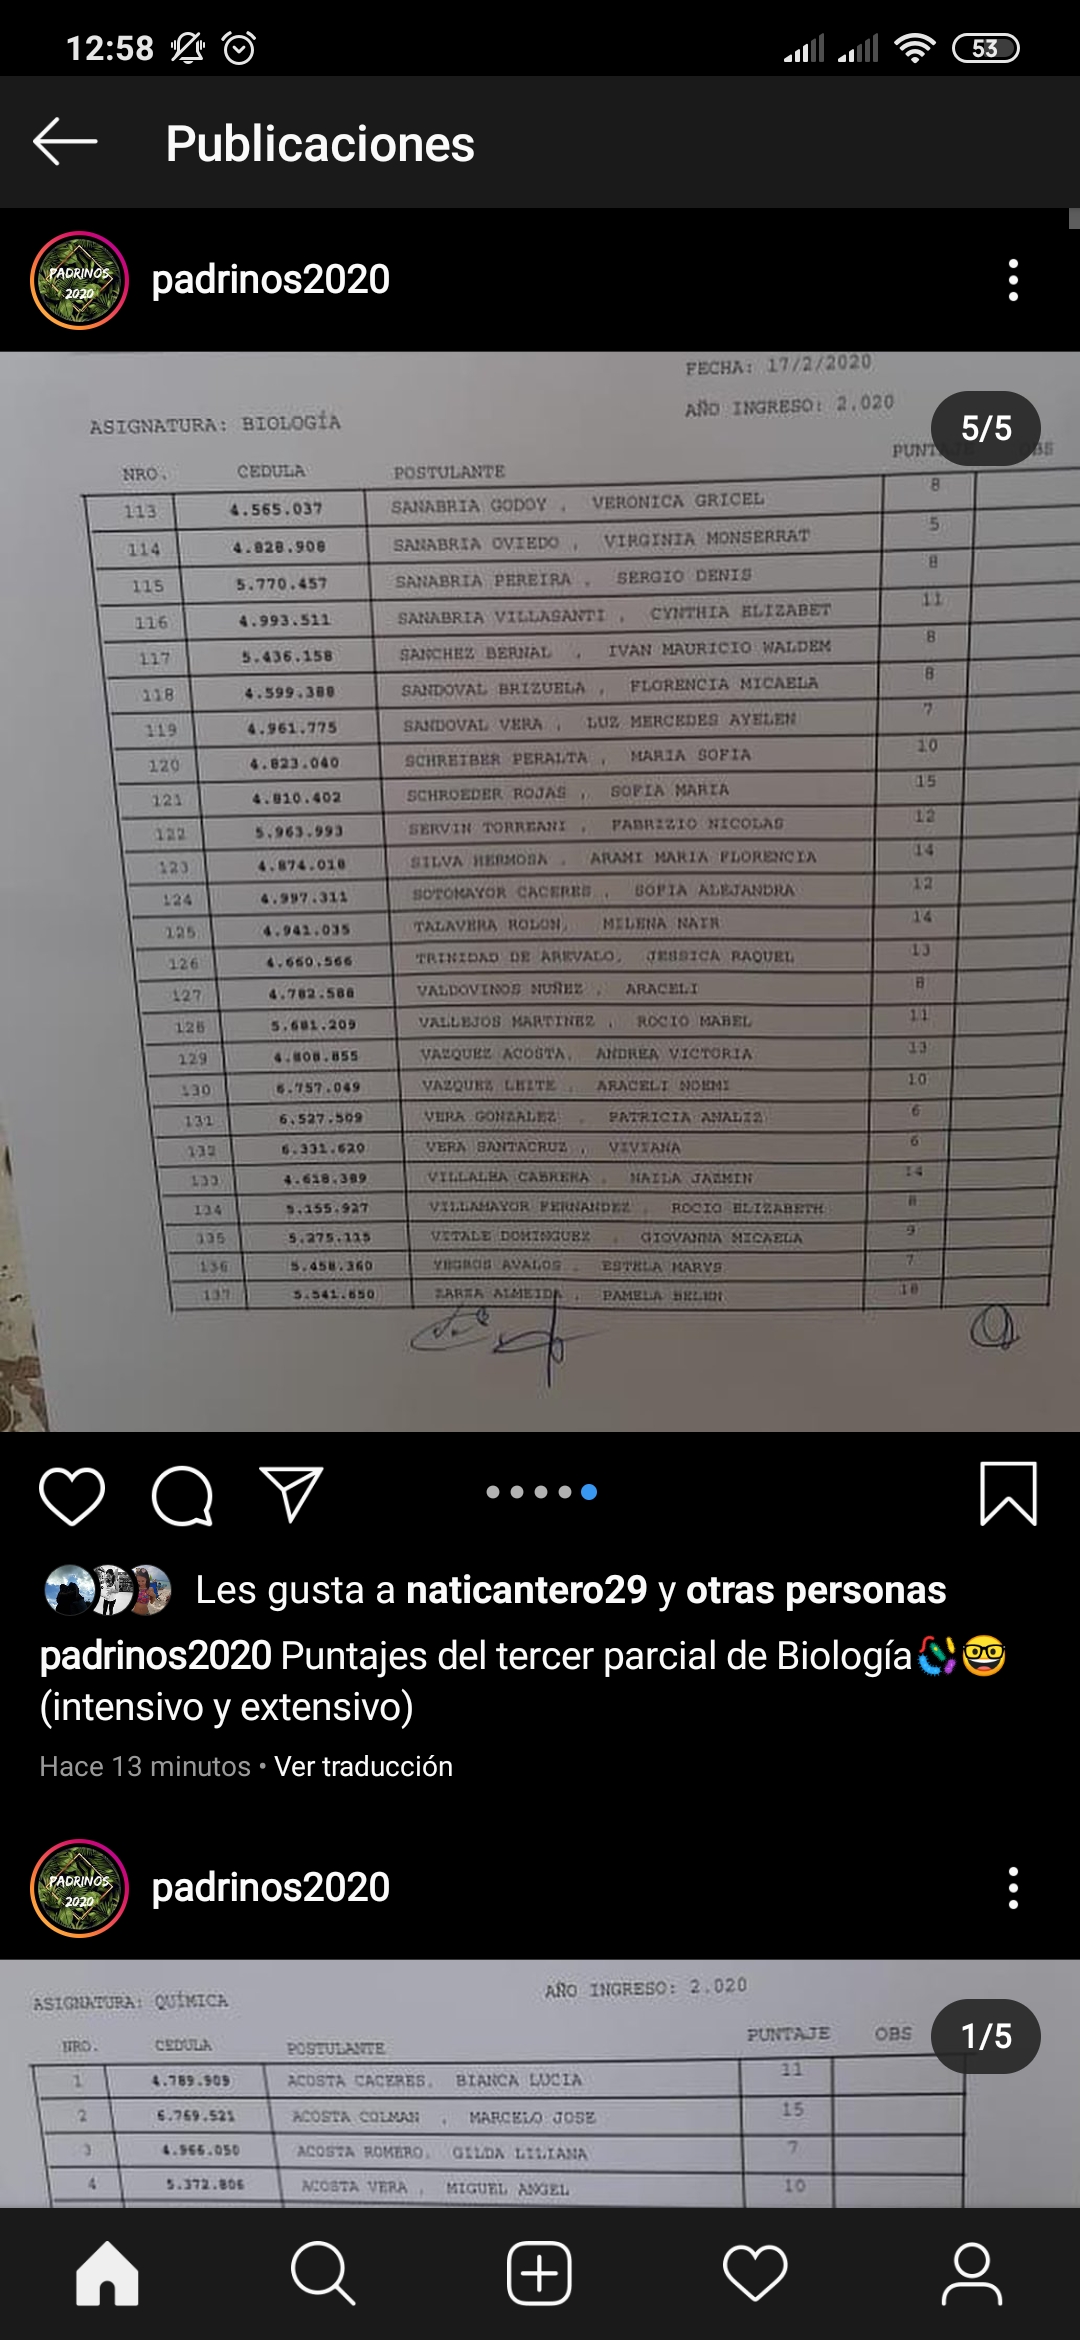 12:58
53
Publicaciones
PADRINOS
2020
padrinos2020
FECHA: 17/2/2020
AÑO INGRESO: 2.020
5/5
ASIGNATURA: BIOLOGÍA
NRO. CEDULA POSTULANTE
113 4.565.037 SANABRIA GODOY , VERONICA GRICEL 8
114 4.828.908 SANABRIA OVIEDO , VIRGINIA MONSERRAT 5
115 5.770.457 SANABRIA PEREIRA , SERGIO DENIS 8
116 4.993.511 SANABRIA VILLASANTI , CYNTHIA ELIZABET 11
117 5.436.158 SANCHEZ BERNAL , IVAN MAURICIO WALDEM 8
118 4.599.388 SANDOVAL BRIZUELA , FLORENCIA MICAELA 8
119 4.961.775 SANDOVAL VERA , LUZ MERCEDES AYELEN 7
120 4.823.040 SCHREIBER PERALTA , MARIA SOFIA 10
121 4.810.402 SCHROEDER ROJAS , SOFIA MARIA 15
122 5.963.993 SERVIN TORREANI , FABRIZIO NICOLAS 12
123 4.874.018 SILVA HERMOSA , ARAMI MARIA FLORENCIA 14
124 4.997.311 SOTOMAYOR CACERES , SOFIA ALEJANDRA 12
125 4.941.035 TALAVERA ROLON, MILENA NAIR 14
126 4.660.566 TRINIDAD DE AREVALO, JESSICA RAQUEL 13
127 4.782.588 VALDOVINOS NUÑEZ , ARACELI 8
128 5.681.209 VALLEJOS MARTINEZ , ROCIO MABEL 11
129 4.808.855 VAZQUEZ ACOSTA, ANDREA VICTORIA 13
130 6.757.049 VAZQUEZ LEITE , ARACELI NOEMI 10
131 6.527.509 VERA GONZALEZ , PATRICIA ANALIZ 6
132 6.331.620 VERA SANTACRUZ , VIVIANA 6
133 4.618.389 VILLALBA CABRERA , NAILA JAZMIN 14
134 5.155.927 VILLAMAYOR FERNANDEZ , ROCIO ELIZABETH 8
135 5.275.115 VITALE DOMINGUEZ , GIOVANNA MICAELA 9
136 5.458.360 YEGROS AVALOS , ESTELA MARYS 7
137 5.541.650 ZARZA ALMEIDA , PAMELA BELEN
Les gusta a naticantero29 y otras personas
padrinos2020 Puntajes del tercer parcial de Biología🦠🤓
(intensivo y extensivo)
Hace 13 minutos • Ver traducción
PADRINOS
2020
padrinos2020
AÑO INGRESO: 2.020
ASIGNATURA: QUÍMICA
1/5
NRO. CEDULA POSTULANTE PUNTAJE OBS
1 4.789.909 ACOSTA CACERES, BIANCA LUCIA 11
2 6.769.521 ACOSTA COLMAN , MARCELO JOSE 15
3 4.966.050 ACOSTA ROMERO, GILDA LILIANA 7
4 5.372.806 ACOSTA VERA , MIGUEL ANGEL 10